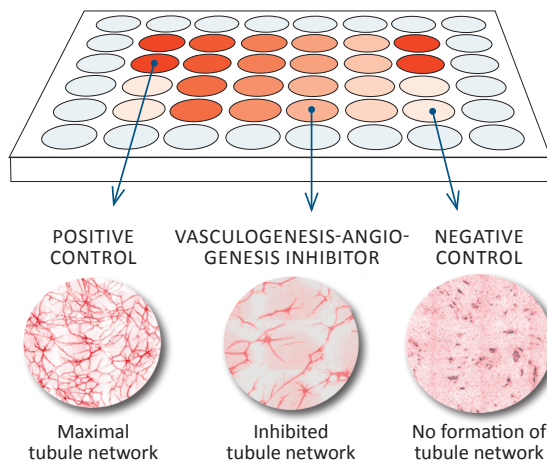 POSITIVE CONTROL
VASCULOGENESIS-ANGIO-GENESIS INHIBITOR
NEGATIVE CONTROL
Maximal tubule network
Inhibited tubule network
No formation of tubule network